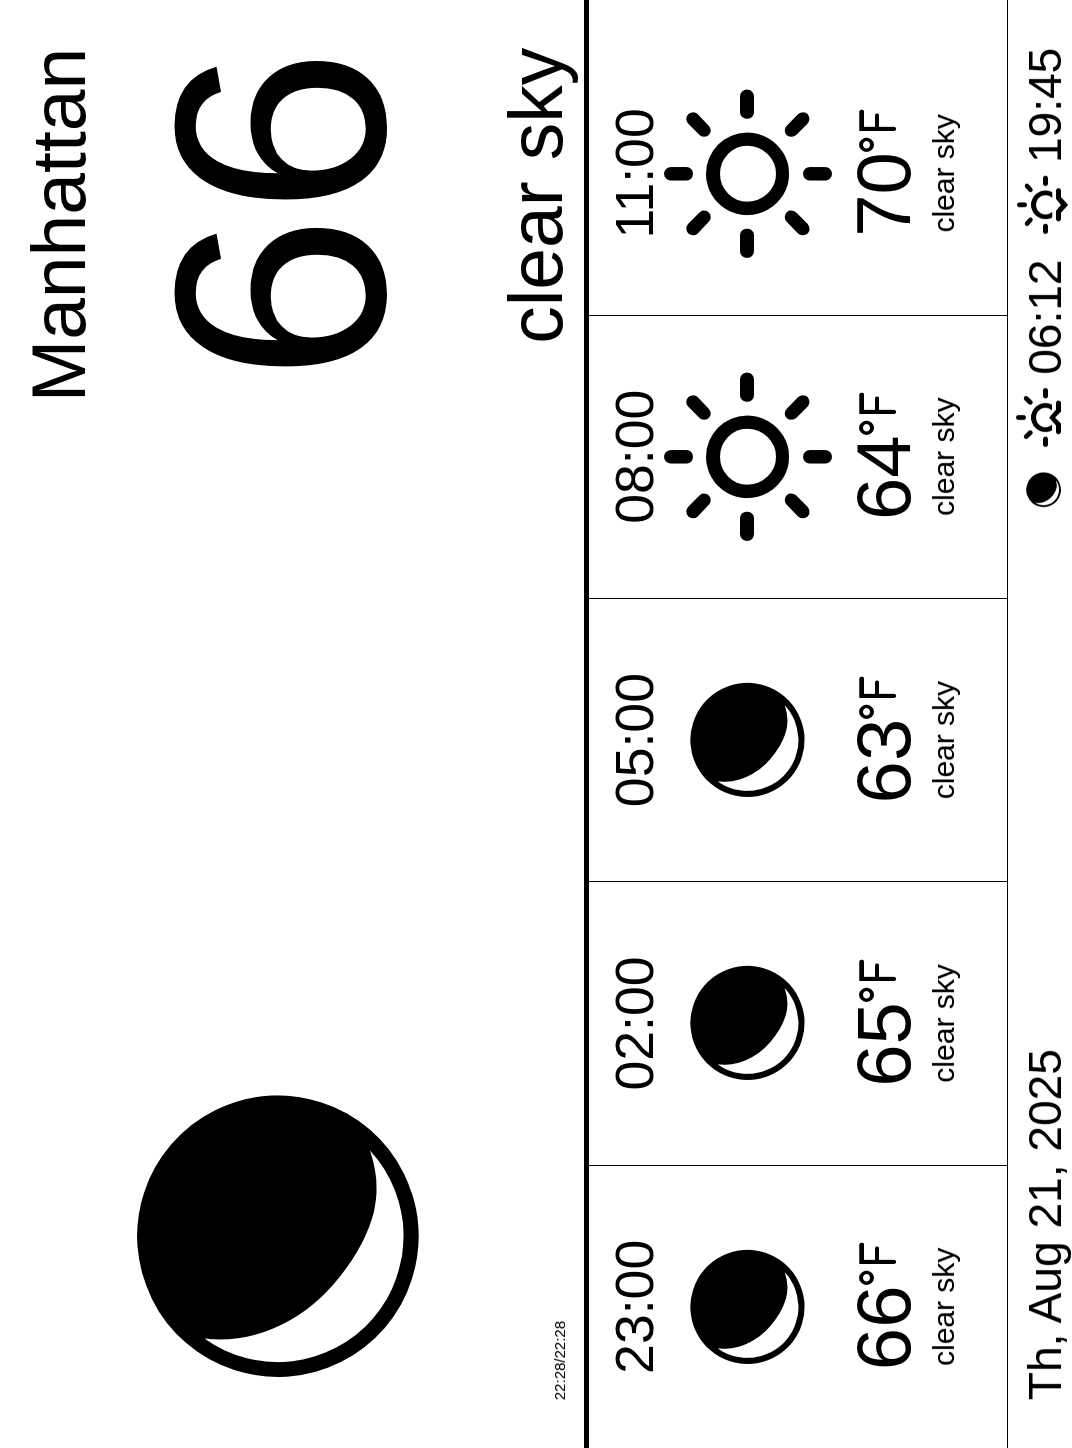 Manhattan
66
clear sky
22:28/22:28
23:00 02:00 05:00 08:00 11:00
66°F 65°F 63°F 64°F 70°F
clear sky clear sky clear sky clear sky clear sky
Th, Aug 21, 2025 06:12 19:45